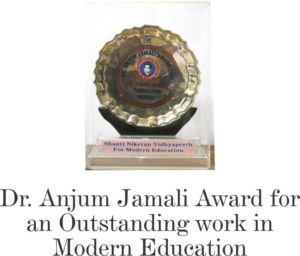 Shanti Niketan Vidhyapeeth
For Modern Education
Dr. Anjum Jamali Award for
an Outstanding work in
Modern Education